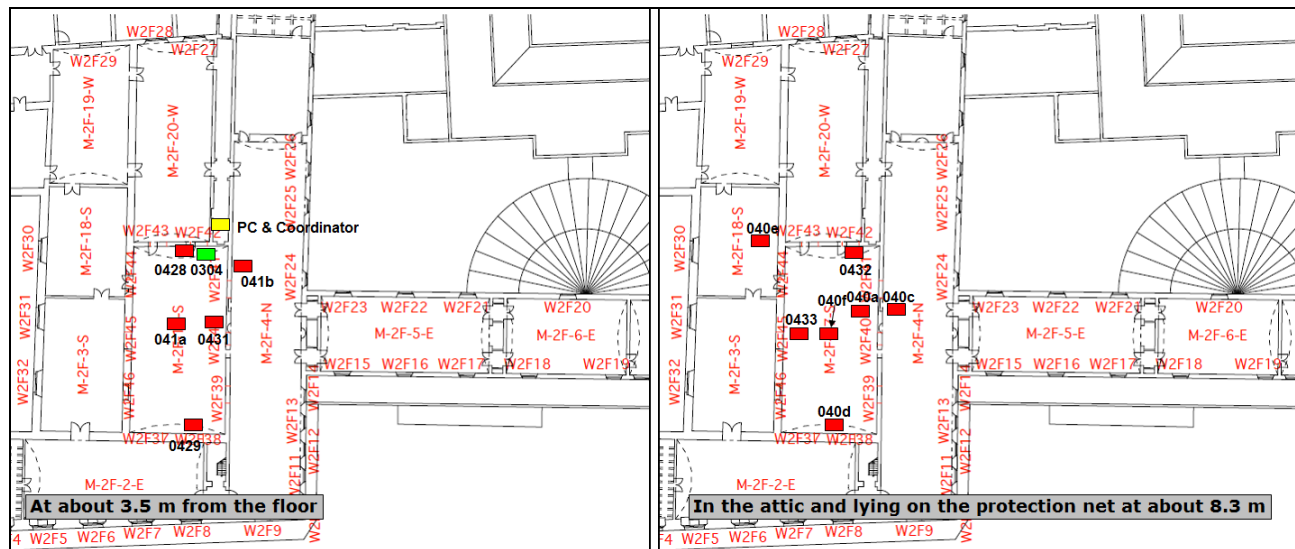 W2F28
W2F27
W2F29
M-2F-19-W
M-2F-20-W
W2F26
W2F25
PC & Coordinator
W2F43
W2F42
M-2F-18-S
W2F30
0428
0304
041b
W2F44
W2F24
W2F31
W2F23
W2F22
W2F21
W2F20
041a
0431
W2F45
M-2F-5-E
M-2F-6-E
M-2F-4-N
M-2F-3-S
W2F15
W2F16
W2F17
W2F18
W2F19
W2F32
W2F46
W2F39
W2F14
0429
W2F37
W2F38
W2F13
W2F12
W2F11
M-2F-2-E
At about 3.5 m from the floor
W2F5
W2F6
W2F7
W2F8
W2F9
W2F28
W2F27
W2F29
M-2F-19-W
M-2F-20-W
W2F26
W2F25
040e
W2F43
W2F42
M-2F-18-S
W2F30
0432
W2F44
W2F24
W2F31
040f
040a
040c
W2F23
W2F22
W2F21
W2F20
0433
W2F45
W2F40
M-2F-5-E
M-2F-6-E
M-2F-4-N
M-2F-3-S
W2F15
W2F16
W2F17
W2F18
W2F19
W2F32
W2F46
W2F39
W2F14
040d
W2F37
W2F38
W2F13
W2F12
W2F11
M-2F-2-E
In the attic and lying on the protection net at about 8.3 m
W2F5
W2F6
W2F7
W2F8
W2F9